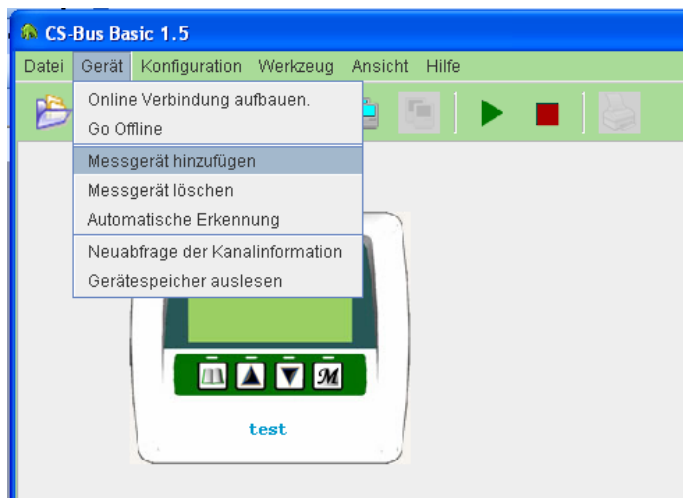 CS-Bus Basic 1.5
Datei Gerät Konfiguration Werkzeug Ansicht Hilfe
Online Verbindung aufbauen.
Go Offline
Messgerät hinzufügen
Messgerät löschen
Automatische Erkennung
Neuabfrage der Kanalinformation
Gerätespeicher auslesen
M
test